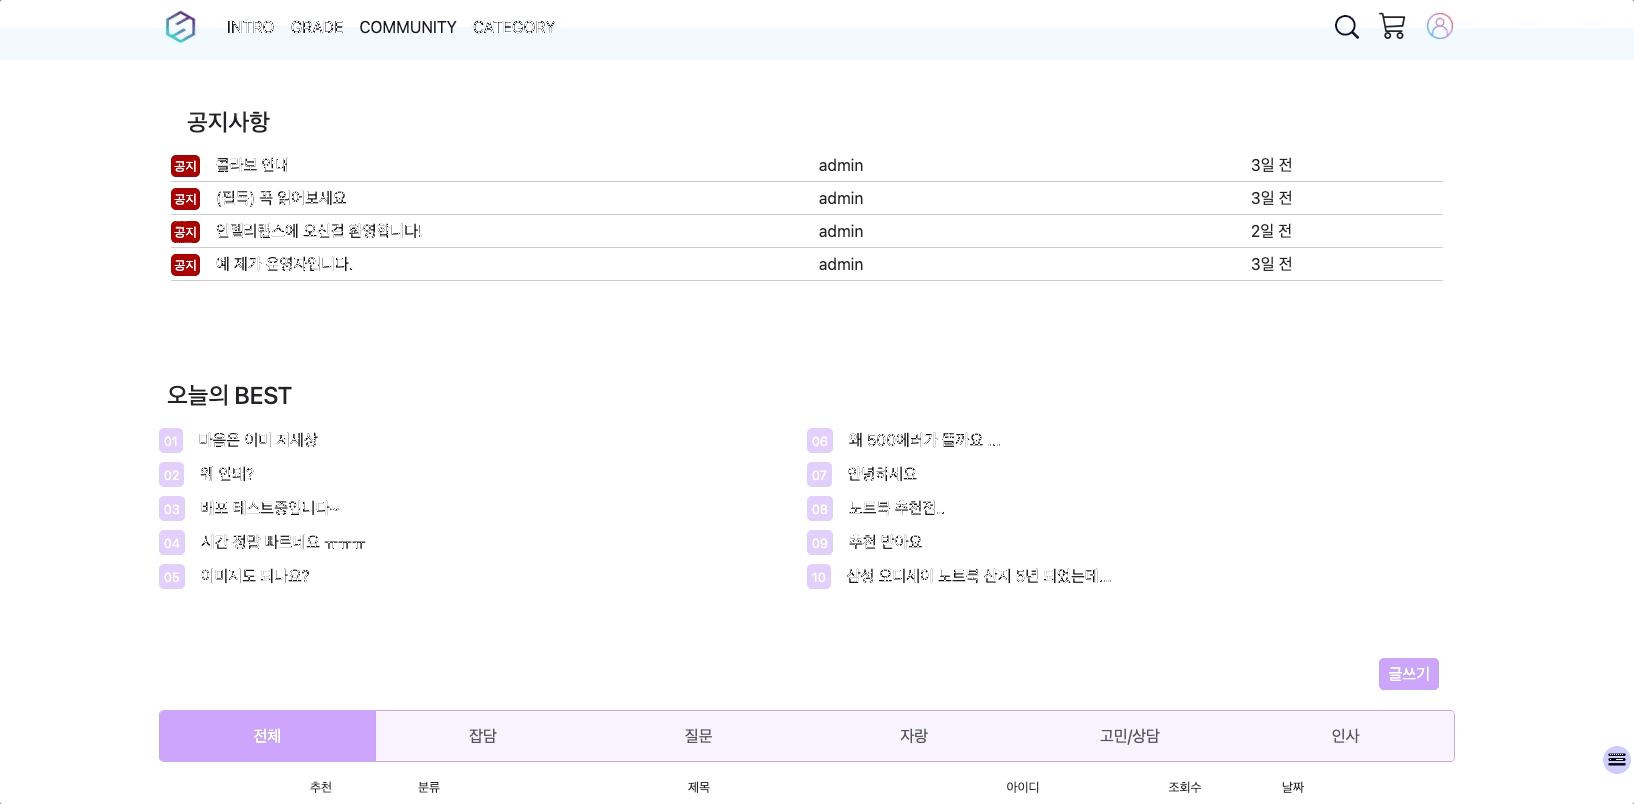 INTRO GRADE COMMUNITY CATEGORY
공지사항
공지 콜라보 안내 admin 3일 전
공지 (필독) 꼭 읽어보세요 admin 3일 전
공지 인텔리전스에 오신걸 환영합니다! admin 2일 전
공지 예 제가 운영자입니다. admin 3일 전
오늘의 BEST
01 마음은 이미 저세상
02 뭐 안돼?
03 배포 테스트중입니다~
04 시간 정말 빠르네요 ㅠㅠㅠ
05 이미지도 되나요?
06 왜 500에러가 뜰까요 ...
07 안녕하세요
08 노트북 추천점..
09 추천 받아요
10 삼성 오디세이 노트북 산지 5년 되었는데....
글쓰기
전체 잡담 질문 자랑 고민/상담 인사
추천 분류 제목 아이디 조회수 날짜